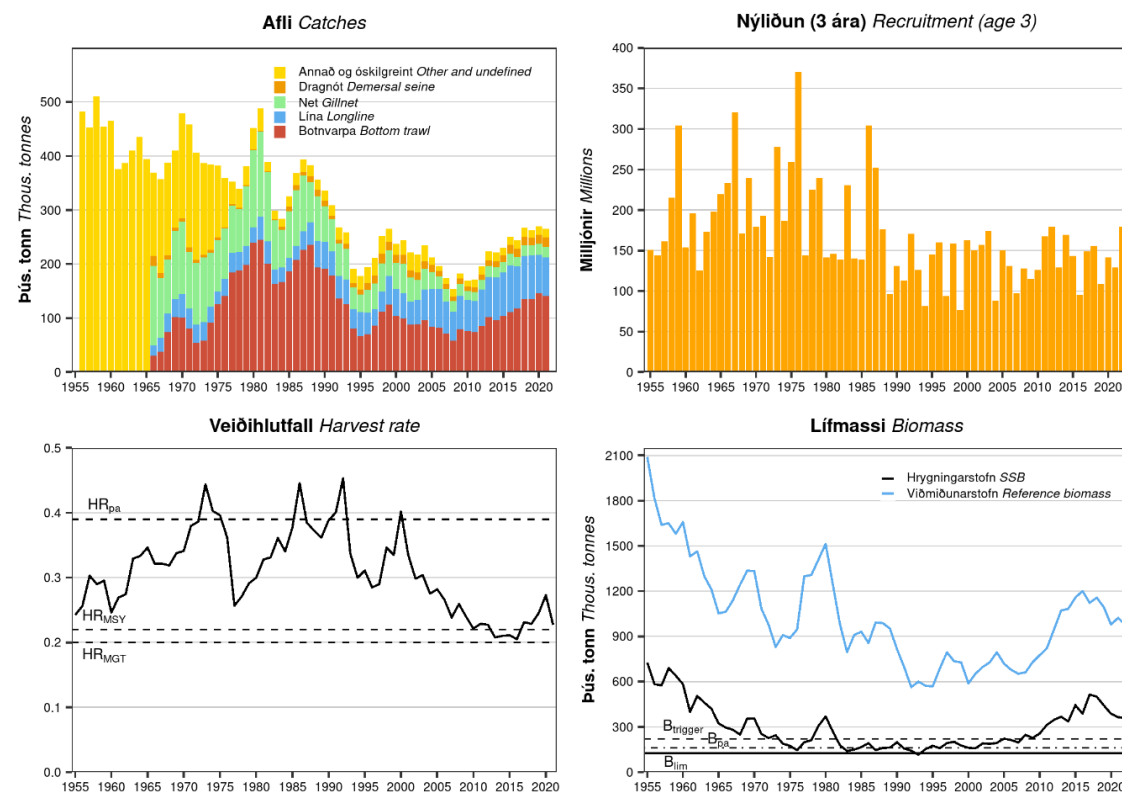 Afli Catches
Þús. tonn Thous. tonnes
500
400
300
200
100
0
Annað og óskilgreint Other and undefined
Dragnót Demersal seine
Net Gillnet
Lína Longline
Botnvarpa Bottom trawl
1955 1960 1965 1970 1975 1980 1985 1990 1995 2000 2005 2010 2015 2020
Nýliðun (3 ára) Recruitment (age 3)
Milljónir Millions
400
350
300
250
200
150
100
50
0
1955 1960 1965 1970 1975 1980 1985 1990 1995 2000 2005 2010 2015 2020
Veiðihlutfall Harvest rate
0.5
0.4
0.3
0.2
0.1
0.0
HRpa
HRMSY
HRMGT
1955 1960 1965 1970 1975 1980 1985 1990 1995 2000 2005 2010 2015 2020
Lífmassi Biomass
Þús. tonn Thous. tonnes
2100
1800
1500
1200
900
600
300
0
Hrygningarstofn SSB
Viðmiðunarstofn Reference biomass
Btrigger
Bpa
Blim
1955 1960 1965 1970 1975 1980 1985 1990 1995 2000 2005 2010 2015 2020